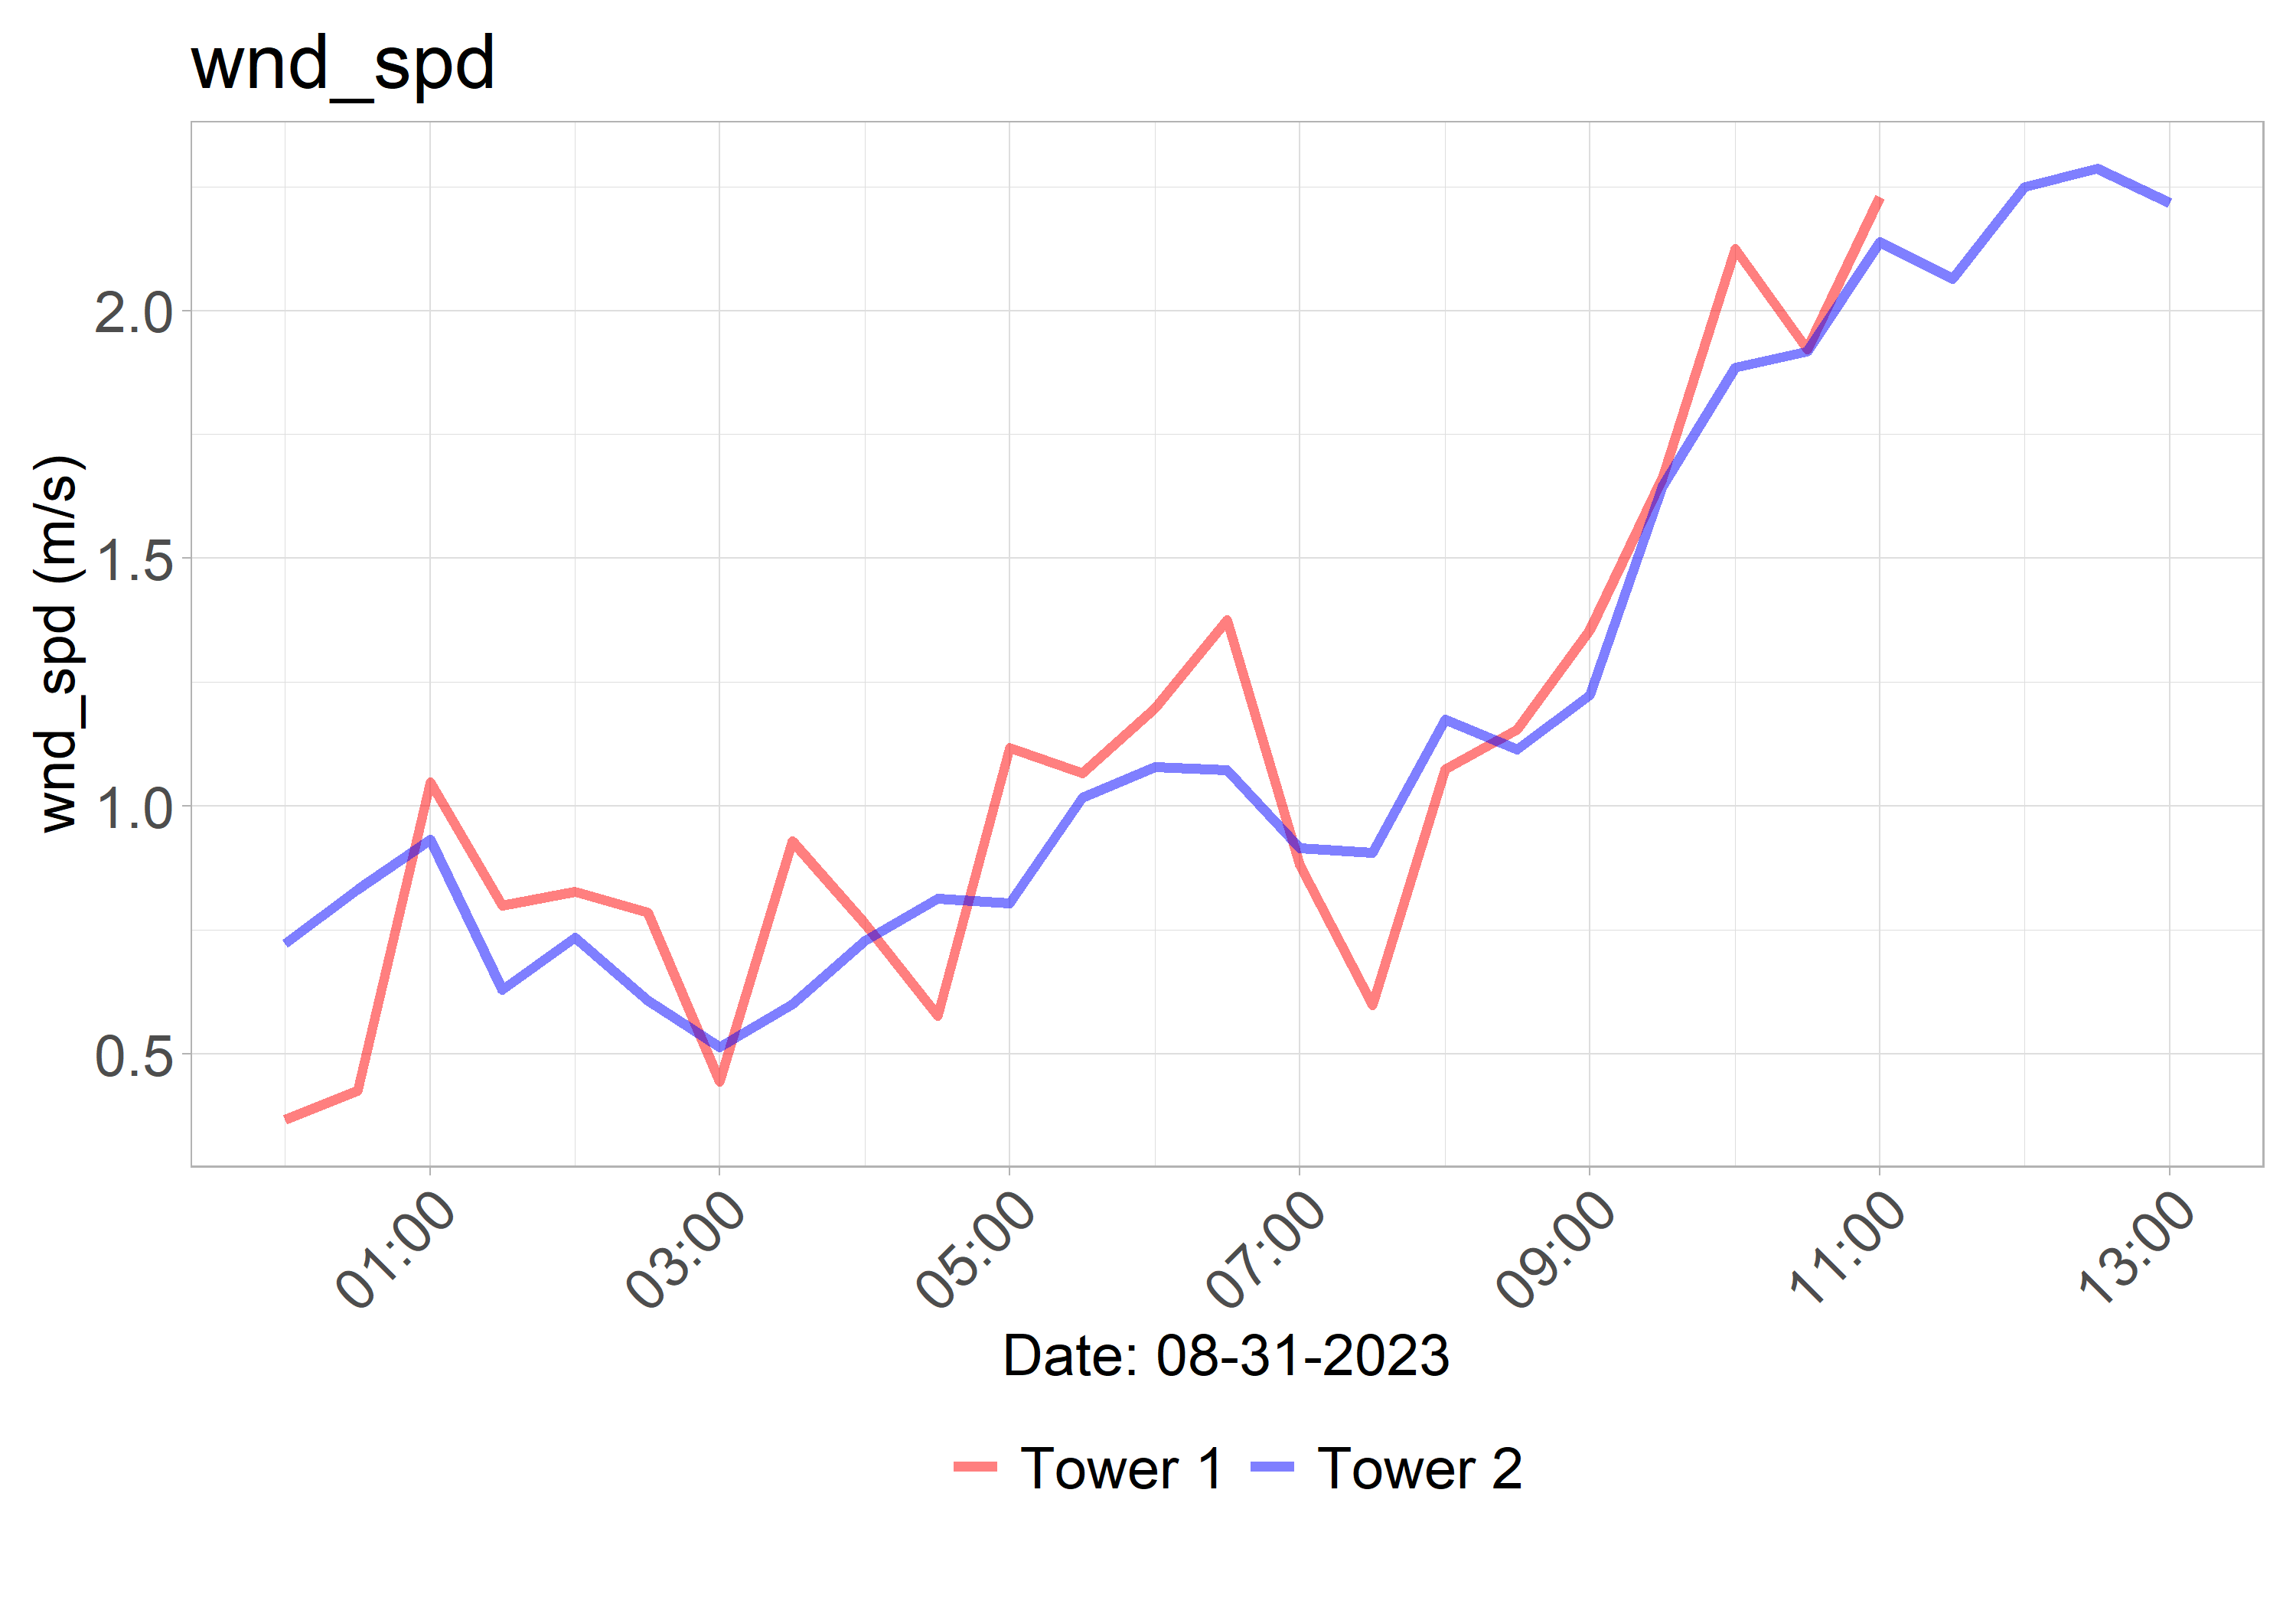 wnd_spd
wnd_spd (m/s)
2.0
1.5
1.0
0.5
01:00 03:00 05:00 07:00 09:00 11:00 13:00
Date: 08-31-2023
Tower 1 Tower 2